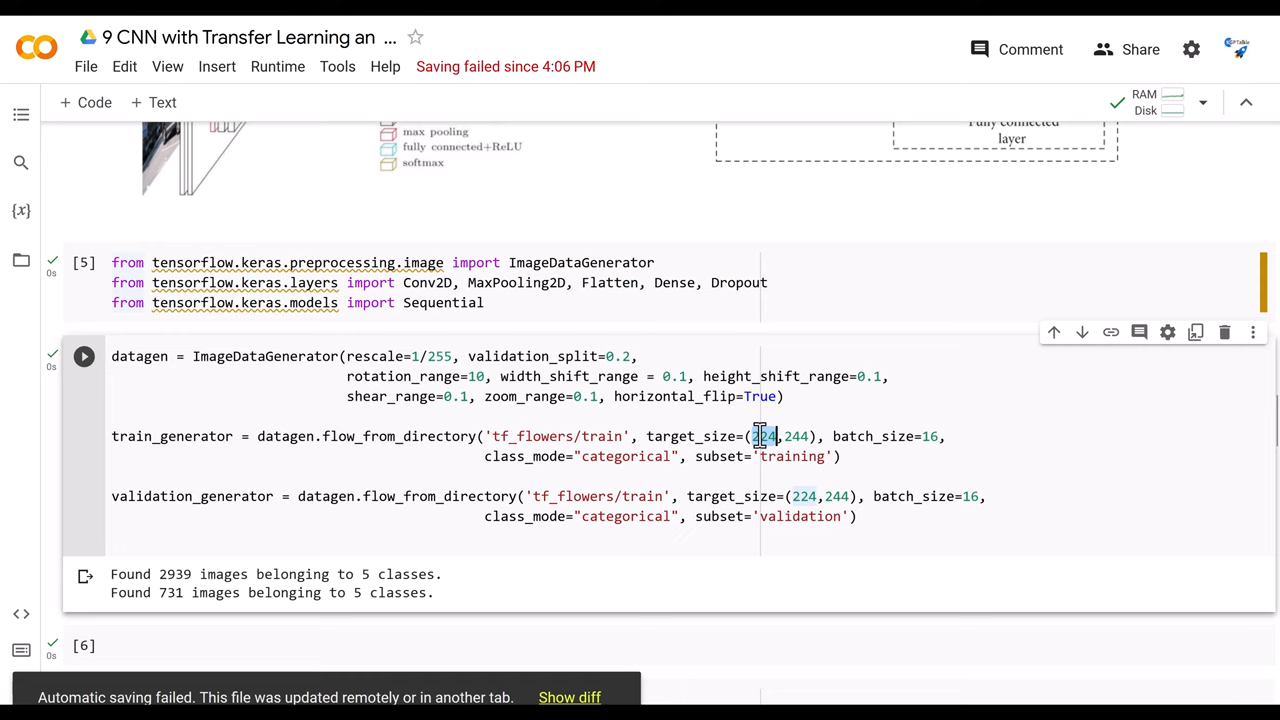 9 CNN with Transfer Learning an ...
Comment
Share
File Edit View Insert Runtime Tools Help Saving failed since 4:06 PM
+ Code + Text
RAM
Disk
max pooling
fully connected+ReLU
softmax
Fully connected
layer
[5] from tensorflow.keras.preprocessing.image import ImageDataGenerator
0s
from tensorflow.keras.layers import Conv2D, MaxPooling2D, Flatten, Dense, Dropout
from tensorflow.keras.models import Sequential
datagen = ImageDataGenerator(rescale=1/255, validation_split=0.2,
0s
rotation_range=10, width_shift_range = 0.1, height_shift_range=0.1,
shear_range=0.1, zoom_range=0.1, horizontal_flip=True)
train_generator = datagen.flow_from_directory('tf_flowers/train', target_size=(224,244), batch_size=16,
class_mode="categorical", subset='training')
validation_generator = datagen.flow_from_directory('tf_flowers/train', target_size=(224,244), batch_size=16,
class_mode="categorical", subset='validation')
Found 2939 images belonging to 5 classes.
Found 731 images belonging to 5 classes.
[6]
0s
Automatic saving failed. This file was updated remotely or in another tab. Show diff